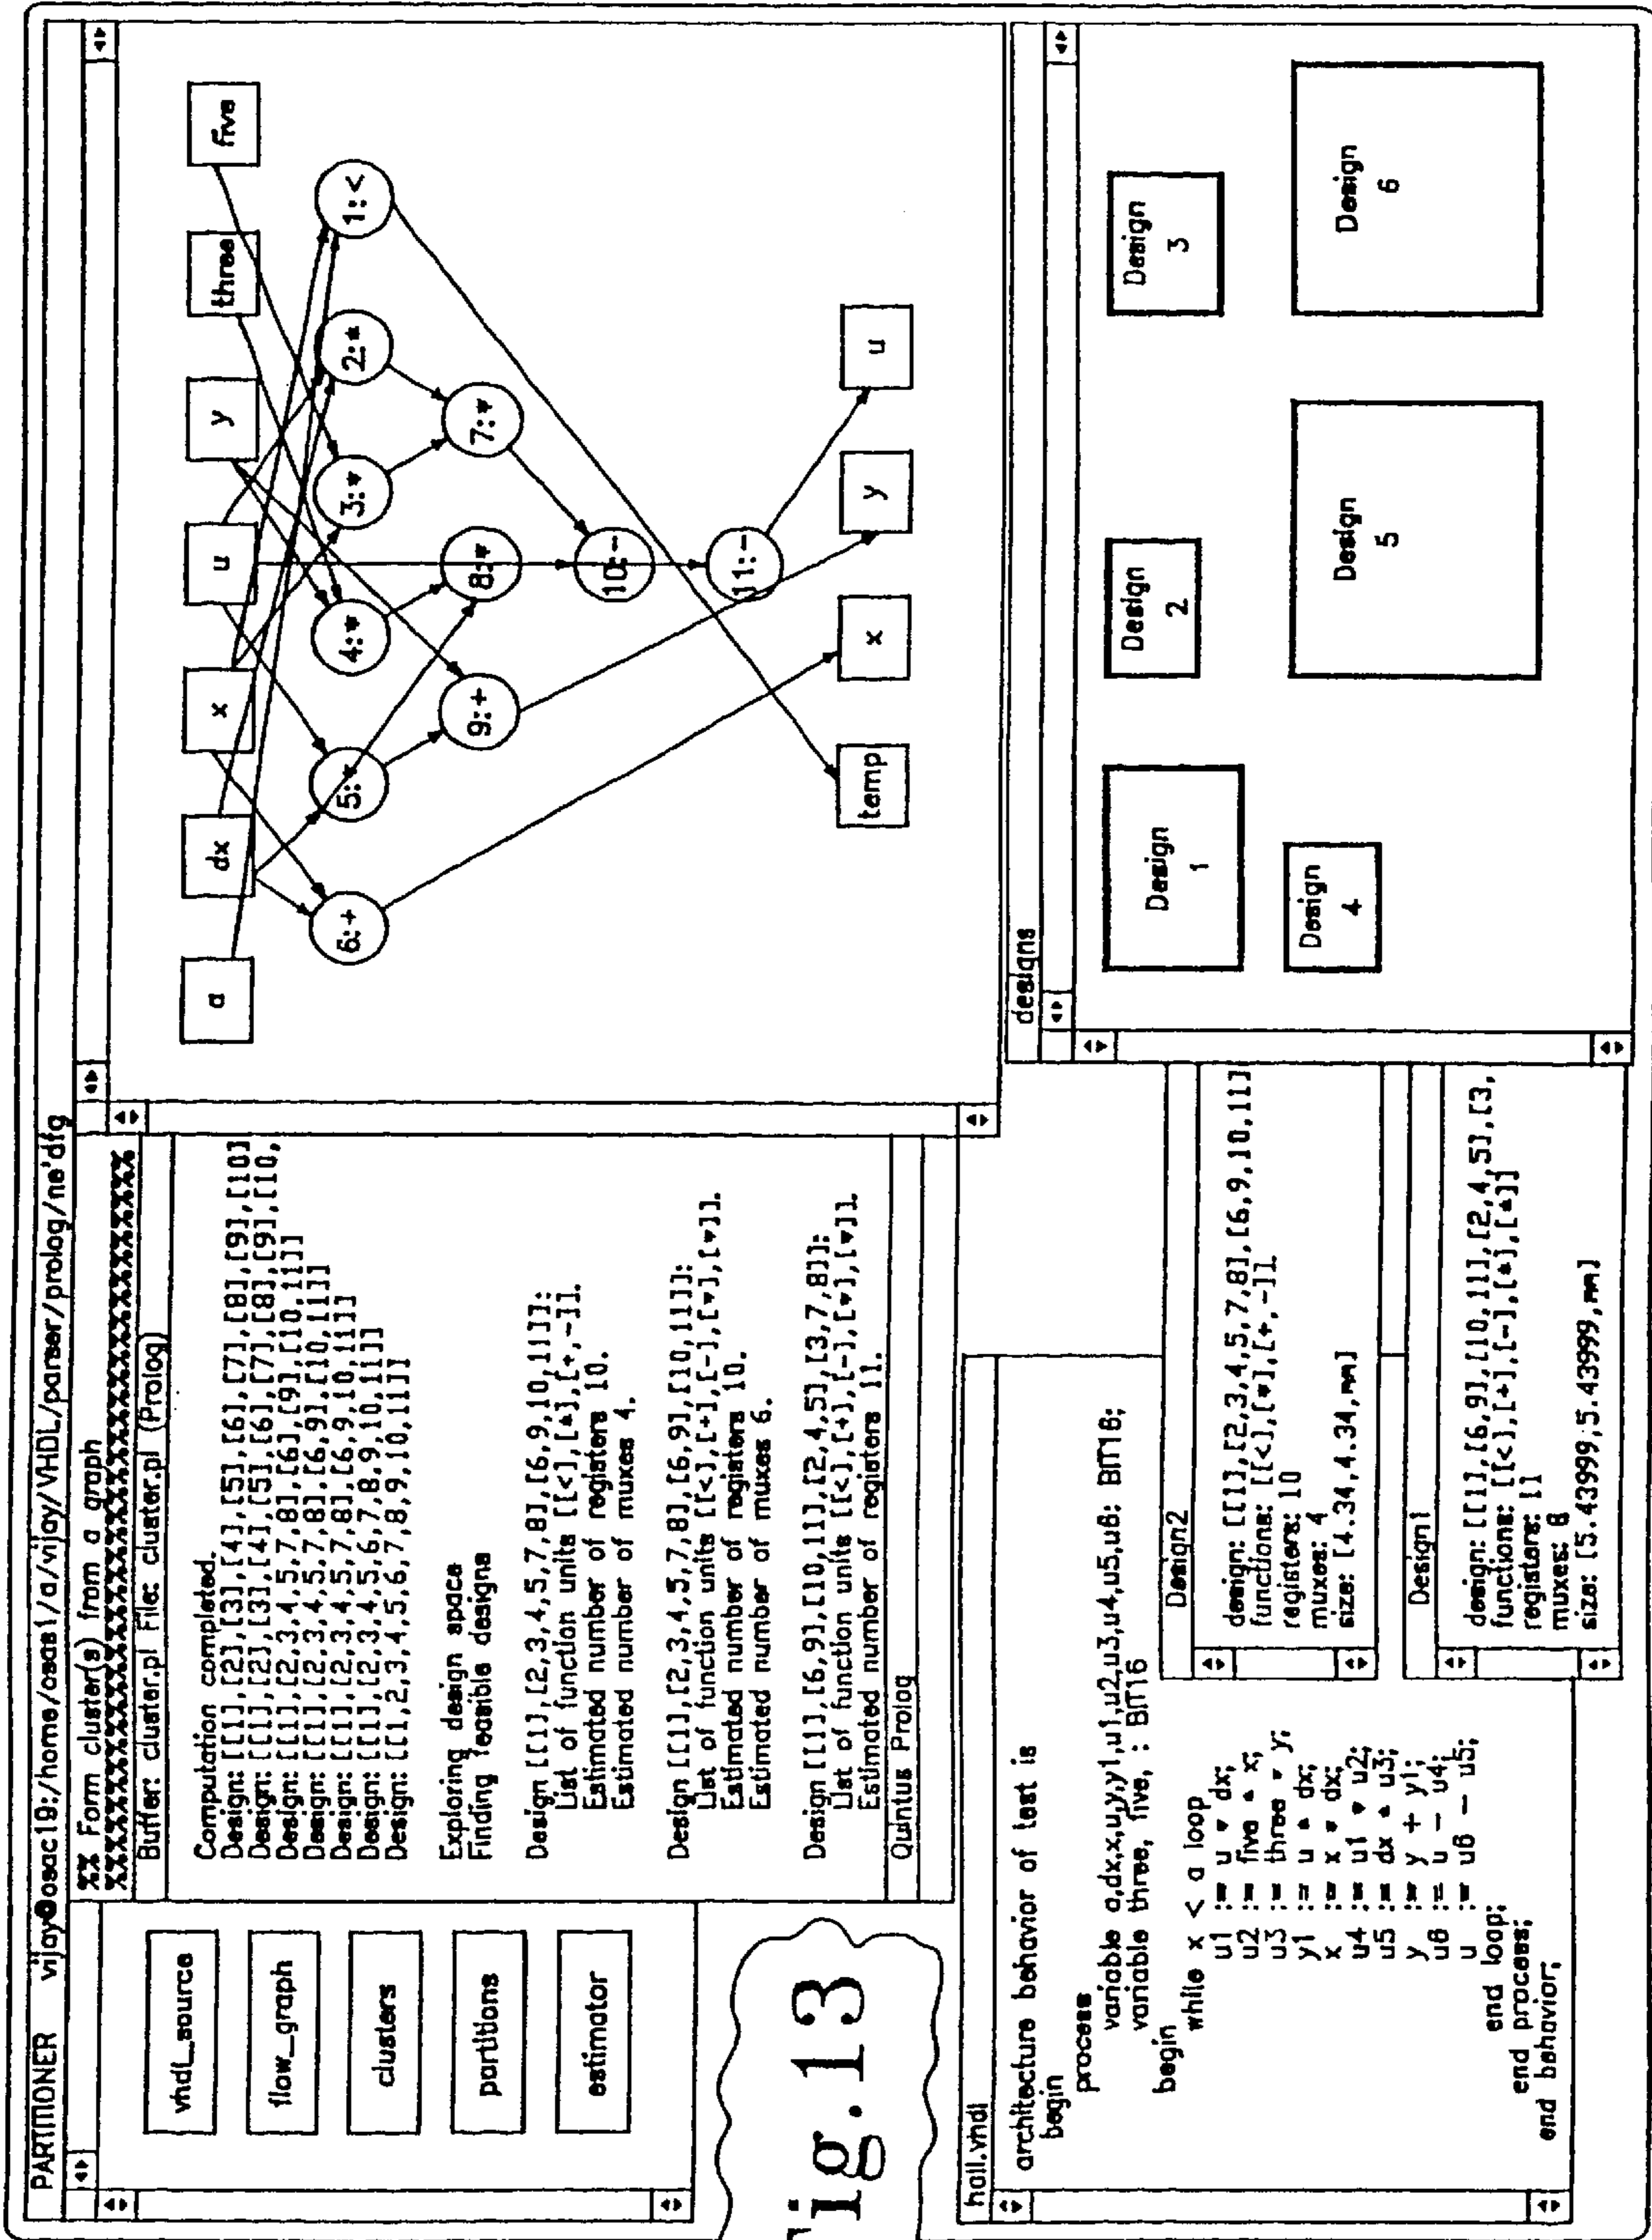 PARTITIONER vijay@osac19:/home/osas1/a/vijay/VHDL/parser/prolog/ne'dfg
vhdl_source
flow_graph
clusters
partitions
estimator
%% Form cluster(s) from a graph
%%%%%%%%%%%%%%%%%%%%%%%%%
Buffer: cluster.pl File: cluster.pl (Prolog)
Computation completed.
Design: [[1],[2],[3],[4],[5],[6],[7],[8],[9],[10]
Design: [[1],[2],[3],[4],[5],[6],[7],[8],[9],[10,
Design: [[1],[2,3,4,5,7,8],[6],[9],[10,11]]
Design: [[1],[2,3,4,5,7,8],[6,9],[10,11]]
Design: [[1],[2,3,4,5,7,8],[6,9,10,11]]
Design: [[1],[2,3,4,5,6,7,8,9,10,11]]
Design: [[1,2,3,4,5,6,7,8,9,10,11]]
Exploring design space
Finding feasible designs
Design [[1],[2,3,4,5,7,8],[6,9,10,11]]:
List of function units [[<],[*],[+,-]].
Estimated number of registers 10.
Estimated number of muxes 4.
Design [[1],[2,3,4,5,7,8],[6,9],[10,11]]:
List of function units [[<],[+],[-],[*],[*]].
Estimated number of registers 10.
Estimated number of muxes 6.
Design [[1],[6,9],[10,11],[2,4,5],[3,7,8]]:
List of function units [[<],[+],[-],[*],[*]].
Estimated number of registers 11.
Quintus Prolog
a
dx
x
u
y
three
five
6:+
5:*
4:*
3:*
2:*
1:<
9:+
8:*
7:*
10:-
11:-
temp
x
y
u
Fig.13
hall.vhdl
architecture behavior of test is
begin
process
variable a,dx,x,u,y,y1,u1,u2,u3,u4,u5,u6: BIT16;
variable three, five, : BIT16
begin
while x < a loop
u1 := u * dx;
u2 := five * x;
u3 := three * y;
y1 := u * dx;
x := x * dx;
u4 := u1 * u2;
u5 := dx * u3;
y := y + y1;
u6 := u - u4;
u := u6 - u5;
end loop;
end process;
end behavior;
Design2
design: [[1],[2,3,4,5,7,8],[6,9,10,11]
functions: [[<],[*],[+,-]].
registers: 10
muxes: 4
size: [4.34,4.34,mm]
Design1
design: [[1],[6,9],[10,11],[2,4,5],[3,
functions: [[<],[+],[-],[*],[*]]
registers: 11
muxes: 8
size: [5.43999,5.43999,mm]
designs
Design
1
Design
2
Design
3
Design
4
Design
5
Design
6